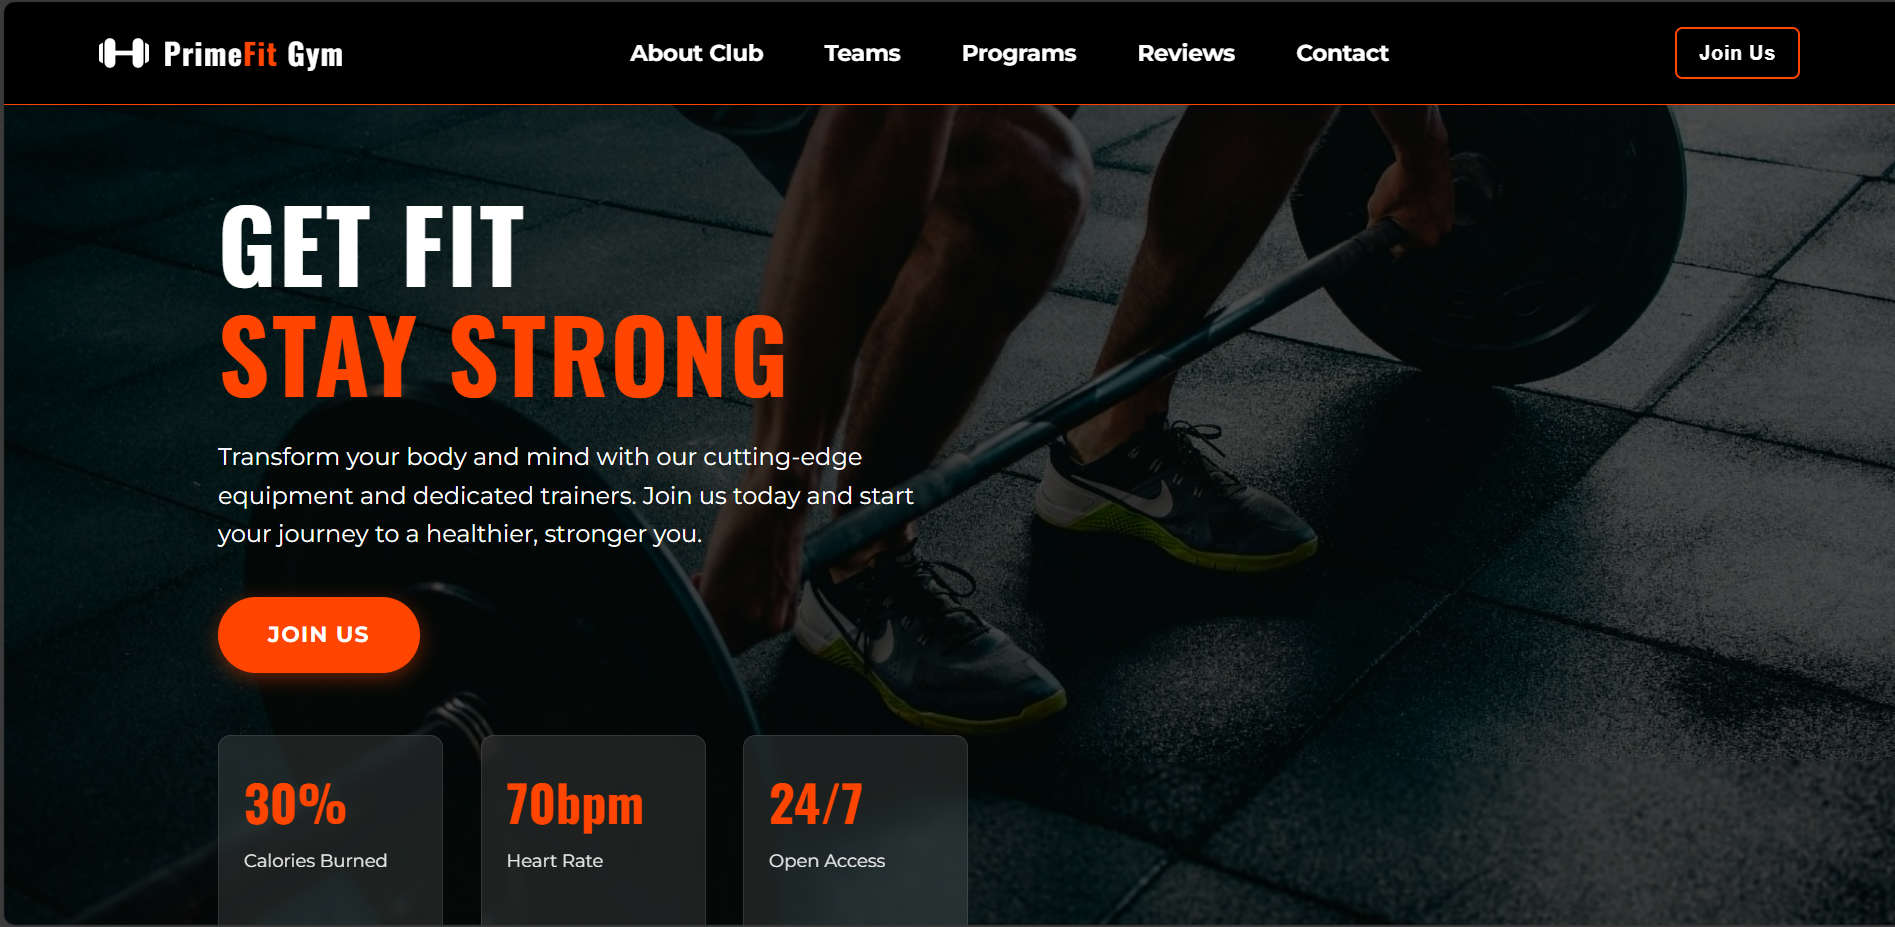 PrimeFit Gym
About Club
Teams
Programs
Reviews
Contact
Join Us
GET FIT
STAY STRONG
Transform your body and mind with our cutting-edge
equipment and dedicated trainers. Join us today and start
your journey to a healthier, stronger you.
JOIN US
30%
Calories Burned
70bpm
Heart Rate
24/7
Open Access